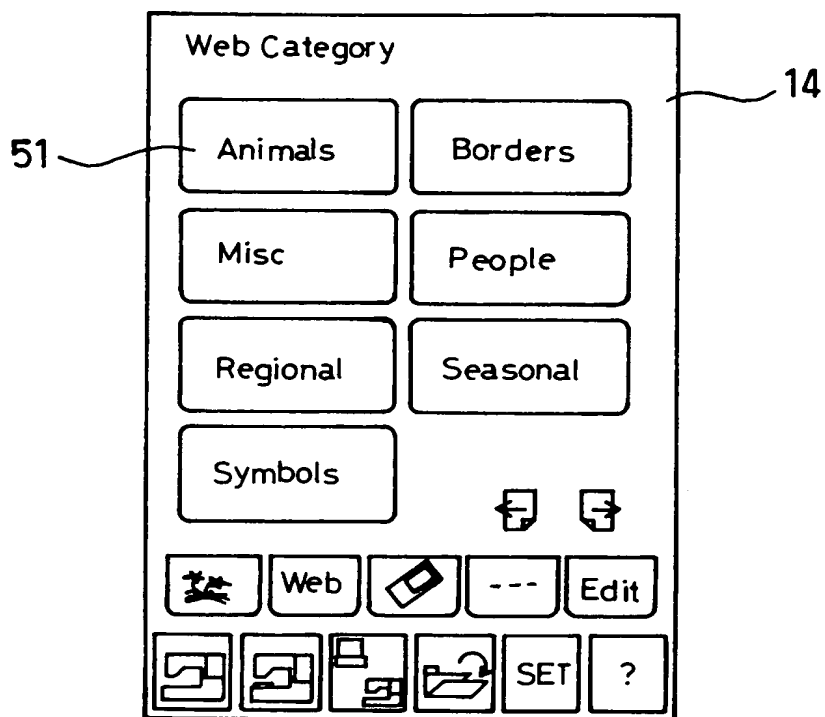 Web Category
14
51
Animals
Borders
Misc
People
Regional
Seasonal
Symbols
Web
---
Edit
SET
?